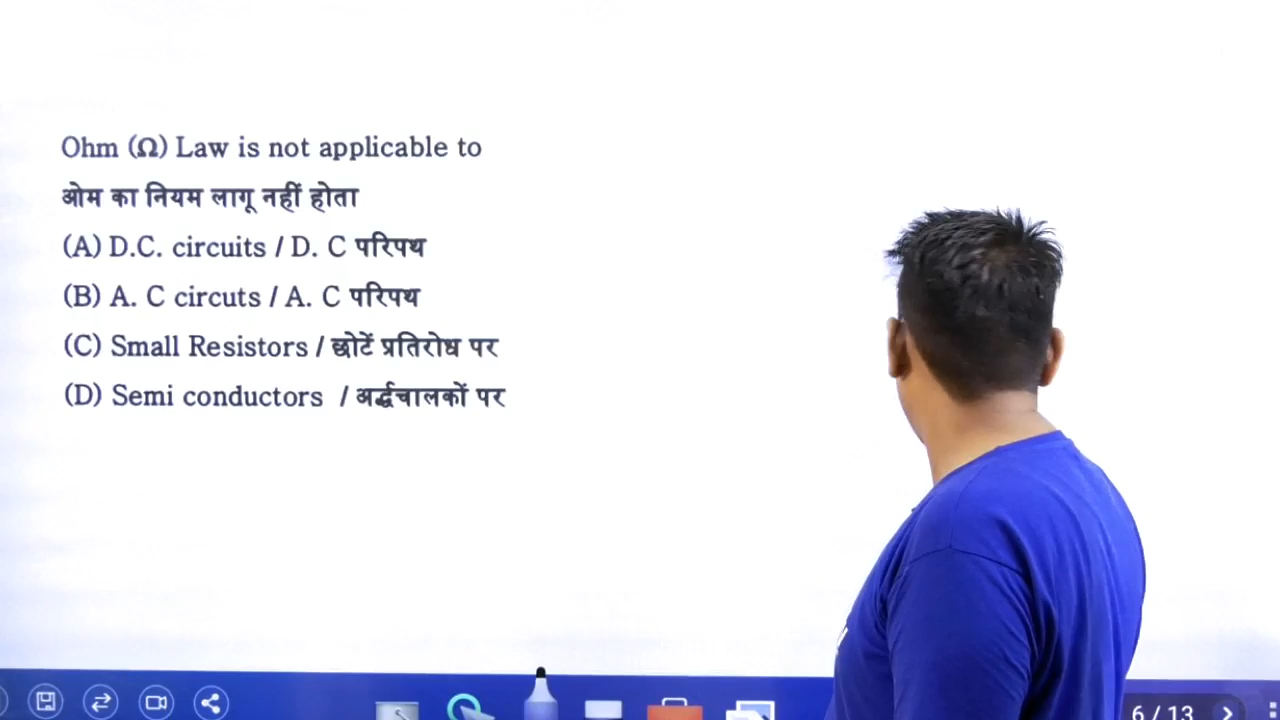 Ohm (Ω) Law is not applicable to
ओम का नियम लागू नहीं होता
(A) D.C. circuits / D. C परिपथ
(B) A. C circuts / A. C परिपथ
(C) Small Resistors / छोटें प्रतिरोध पर
(D) Semi conductors / अर्द्धचालकों पर
6 / 13